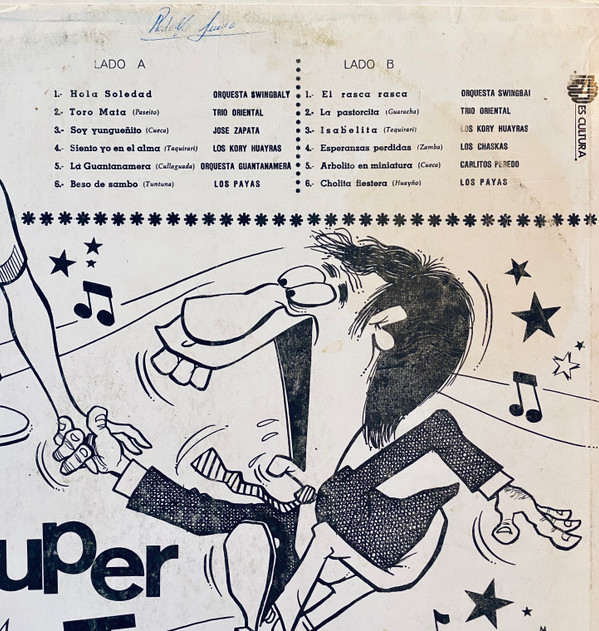 LADO A
1.- Hola Soledad ORQUESTA SWINGBALY
2.- Toro Mata (Paseito) TRIO ORIENTAL
3.- Soy yungueñito (Cueca) JOSE ZAPATA
4.- Siento yo en el alma (Taquirari) LOS KORY HUAYRAS
5.- La Guantanamera (Cullaguada) ORQUESTA GUANTANAMERA
6.- Beso de sambo (Tuntuna) LOS PAYAS
LADO B
1.- El rasca rasca ORQUESTA SWINGBAI
2.- La pastorcita (Guaracha) TRIO ORIENTAL
3.- Isabelita (Taquirari) LOS KORY HUAYRAS
4.- Esperanzas perdidas (Zamba) LOS CHASKAS
5.- Arbolito en miniatura (Cueca) CARLITOS PEREDO
6.- Cholita fiestera (Huayño) LOS PAYAS
ES CULTURA.
uper